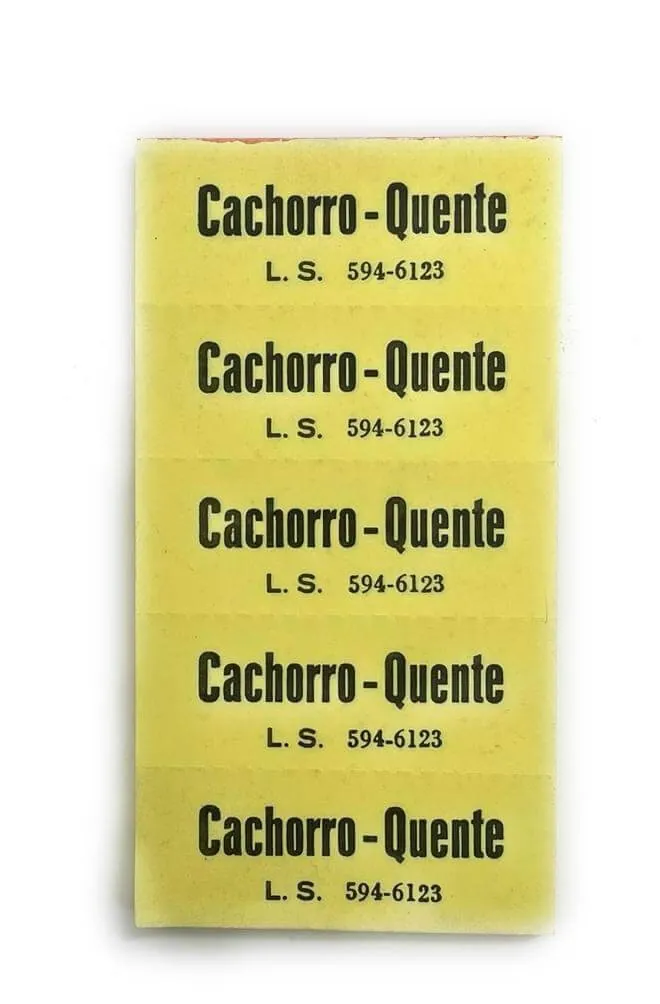 Cachorro - Quente
L. S. 594-6123
Cachorro - Quente
L. S. 594-6123
Cachorro - Quente
L. S. 594-6123
Cachorro - Quente
L. S. 594-6123
Cachorro - Quente
L. S. 594-6123